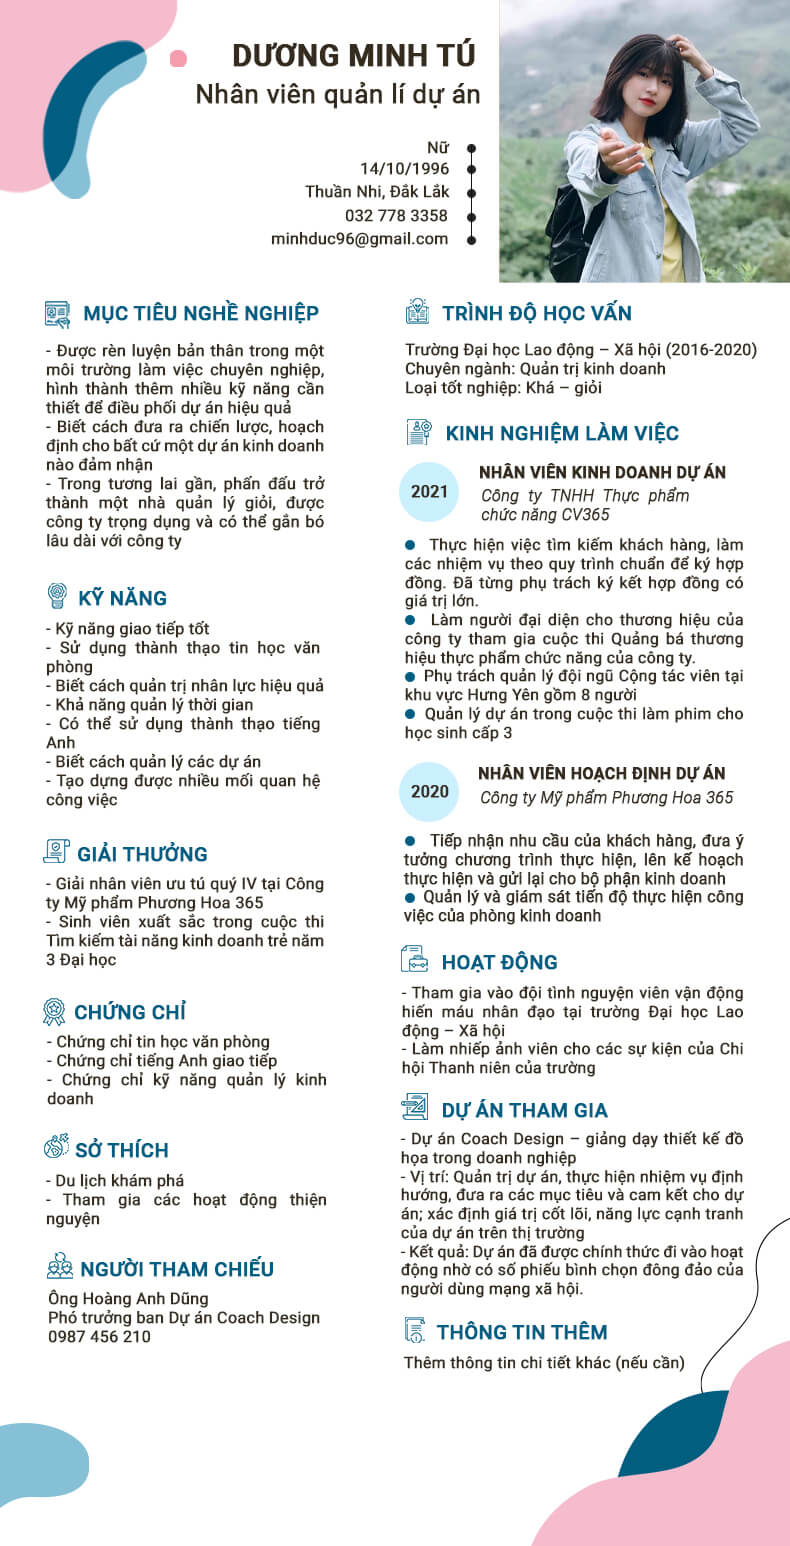 DƯƠNG MINH TÚ
Nhân viên quản lí dự án
Nữ
14/10/1996
Thuần Nhi, Đắk Lắk
032 778 3358
minhduc96@gmail.com
MỤC TIÊU NGHỀ NGHIỆP
- Được rèn luyện bản thân trong một
môi trường làm việc chuyên nghiệp,
hình thành thêm nhiều kỹ năng cần
thiết để điều phối dự án hiệu quả
- Biết cách đưa ra chiến lược, hoạch
định cho bất cứ một dự án kinh doanh
nào đảm nhận
- Trong tương lai gần, phấn đấu trở
thành một nhà quản lý giỏi, được
công ty trọng dụng và có thể gắn bó
lâu dài với công ty
KỸ NĂNG
- Kỹ năng giao tiếp tốt
- Sử dụng thành thạo tin học văn
phòng
- Biết cách quản trị nhân lực hiệu quả
- Khả năng quản lý thời gian
- Có thể sử dụng thành thạo tiếng
Anh
- Biết cách quản lý các dự án
- Tạo dựng được nhiều mối quan hệ
công việc
GIẢI THƯỞNG
- Giải nhân viên ưu tú quý IV tại Công
ty Mỹ phẩm Phương Hoa 365
- Sinh viên xuất sắc trong cuộc thi
Tìm kiếm tài năng kinh doanh trẻ năm
3 Đại học
CHỨNG CHỈ
- Chứng chỉ tin học văn phòng
- Chứng chỉ tiếng Anh giao tiếp
- Chứng chỉ kỹ năng quản lý kinh
doanh
SỞ THÍCH
- Du lịch khám phá
- Tham gia các hoạt động thiện
nguyện
NGƯỜI THAM CHIẾU
Ông Hoàng Anh Dũng
Phó trưởng ban Dự án Coach Design
0987 456 210
TRÌNH ĐỘ HỌC VẤN
Trường Đại học Lao động – Xã hội (2016-2020)
Chuyên ngành: Quản trị kinh doanh
Loại tốt nghiệp: Khá – giỏi
KINH NGHIỆM LÀM VIỆC
2021
NHÂN VIÊN KINH DOANH DỰ ÁN
Công ty TNHH Thực phẩm
chức năng CV365
● Thực hiện việc tìm kiếm khách hàng, làm
các nhiệm vụ theo quy trình chuẩn để ký hợp
đồng. Đã từng phụ trách ký kết hợp đồng có
giá trị lớn.
● Làm người đại diện cho thương hiệu của
công ty tham gia cuộc thi Quảng bá thương
hiệu thực phẩm chức năng của công ty.
● Phụ trách quản lý đội ngũ Cộng tác viên tại
khu vực Hưng Yên gồm 8 người
● Quản lý dự án trong cuộc thi làm phim cho
học sinh cấp 3
2020
NHÂN VIÊN HOẠCH ĐỊNH DỰ ÁN
Công ty Mỹ phẩm Phương Hoa 365
● Tiếp nhận nhu cầu của khách hàng, đưa ý
tưởng chương trình thực hiện, lên kế hoạch
thực hiện và gửi lại cho bộ phận kinh doanh
● Quản lý và giám sát tiến độ thực hiện công
việc của phòng kinh doanh
HOẠT ĐỘNG
- Tham gia vào đội tình nguyện viên vận động
hiến máu nhân đạo tại trường Đại học Lao
động – Xã hội
- Làm nhiếp ảnh viên cho các sự kiện của Chi
hội Thanh niên của trường
DỰ ÁN THAM GIA
- Dự án Coach Design – giảng dạy thiết kế đồ
họa trong doanh nghiệp
- Vị trí: Quản trị dự án, thực hiện nhiệm vụ định
hướng, đưa ra các mục tiêu và cam kết cho dự
án; xác định giá trị cốt lõi, năng lực cạnh tranh
của dự án trên thị trường
- Kết quả: Dự án đã được chính thức đi vào hoạt
động nhờ có số phiếu bình chọn đông đảo của
người dùng mạng xã hội.
THÔNG TIN THÊM
Thêm thông tin chi tiết khác (nếu cần)